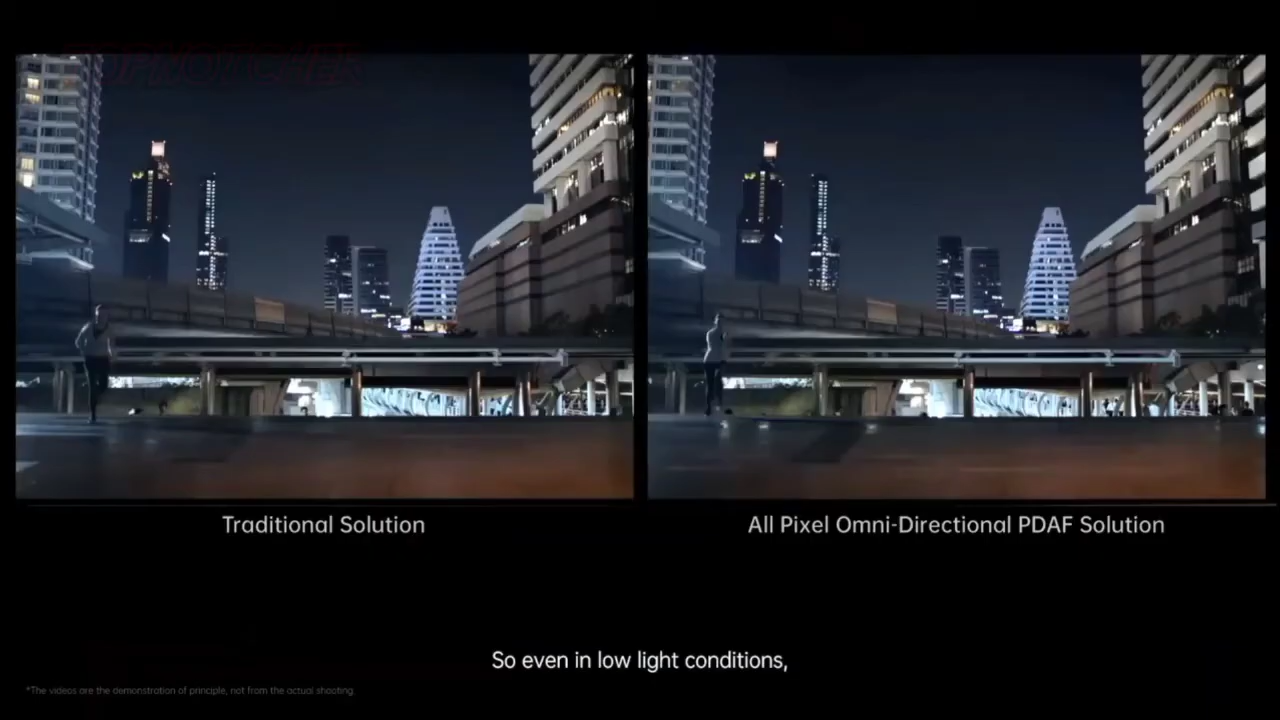 Traditional Solution
All Pixel Omni-Directional PDAF Solution
So even in low light conditions,
*The videos are the demonstration of principle, not from the actual shooting.